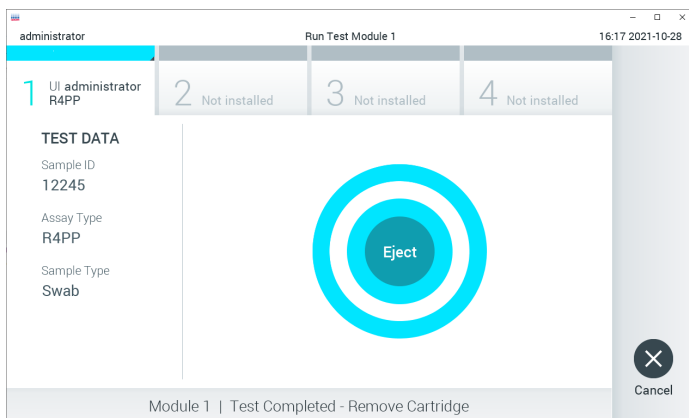 administrator
Run Test Module 1
16:17 2021-10-28
1 UI administrator
R4PP
2 Not installed
3 Not installed
4 Not installed
TEST DATA
Sample ID
12245
Assay Type
R4PP
Sample Type
Swab
Eject
Cancel
Module 1 | Test Completed - Remove Cartridge